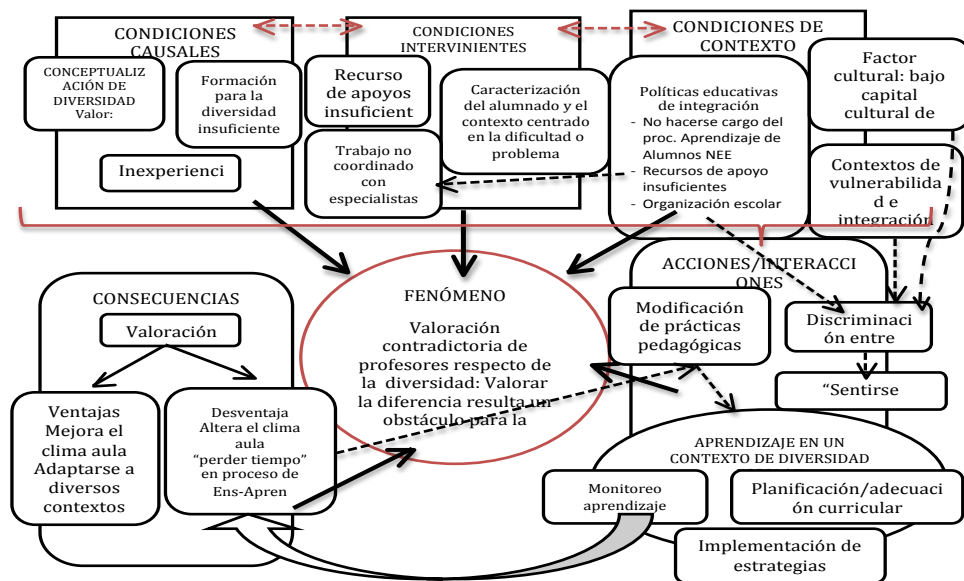 CONDICIONES
CAUSALES
CONCEPTUALIZ
ACIÓN DE
DIVERSIDAD
Valor:
Formación
para la
diversidad
insuficiente
Inexperienci
CONDICIONES
INTERVINIENTES
Recurso
de apoyos
insuficient
Caracterización
del alumnado y el
contexto centrado
en la dificultad o
problema
Trabajo no
coordinado
con
especialistas
CONDICIONES DE
CONTEXTO
Políticas educativas
de integración
- No hacerse cargo del
proc. Aprendizaje de
Alumnos NEE
- Recursos de apoyo
insuficientes
- Organización escolar
Factor
cultural: bajo
capital
cultural de
Contextos de
vulnerabilida
d e
integración
CONSECUENCIAS
Valoración
Ventajas
Mejora el
clima aula
Adaptarse a
diversos
contextos
Desventaja
Altera el clima
aula
“perder tiempo”
en proceso de
Ens-Apren
FENÓMENO
Valoración
contradictoria de
profesores respecto de
la diversidad: Valorar
la diferencia resulta un
obstáculo para la
ACCIONES/INTERACCI
ONES
Modificación
de prácticas
pedagógicas
Discriminaci
ón entre
“Sentirse
APRENDIZAJE EN UN
CONTEXTO DE DIVERSIDAD
Monitoreo
aprendizaje
Planificación/adecuaci
ón curricular
Implementación de
estrategias